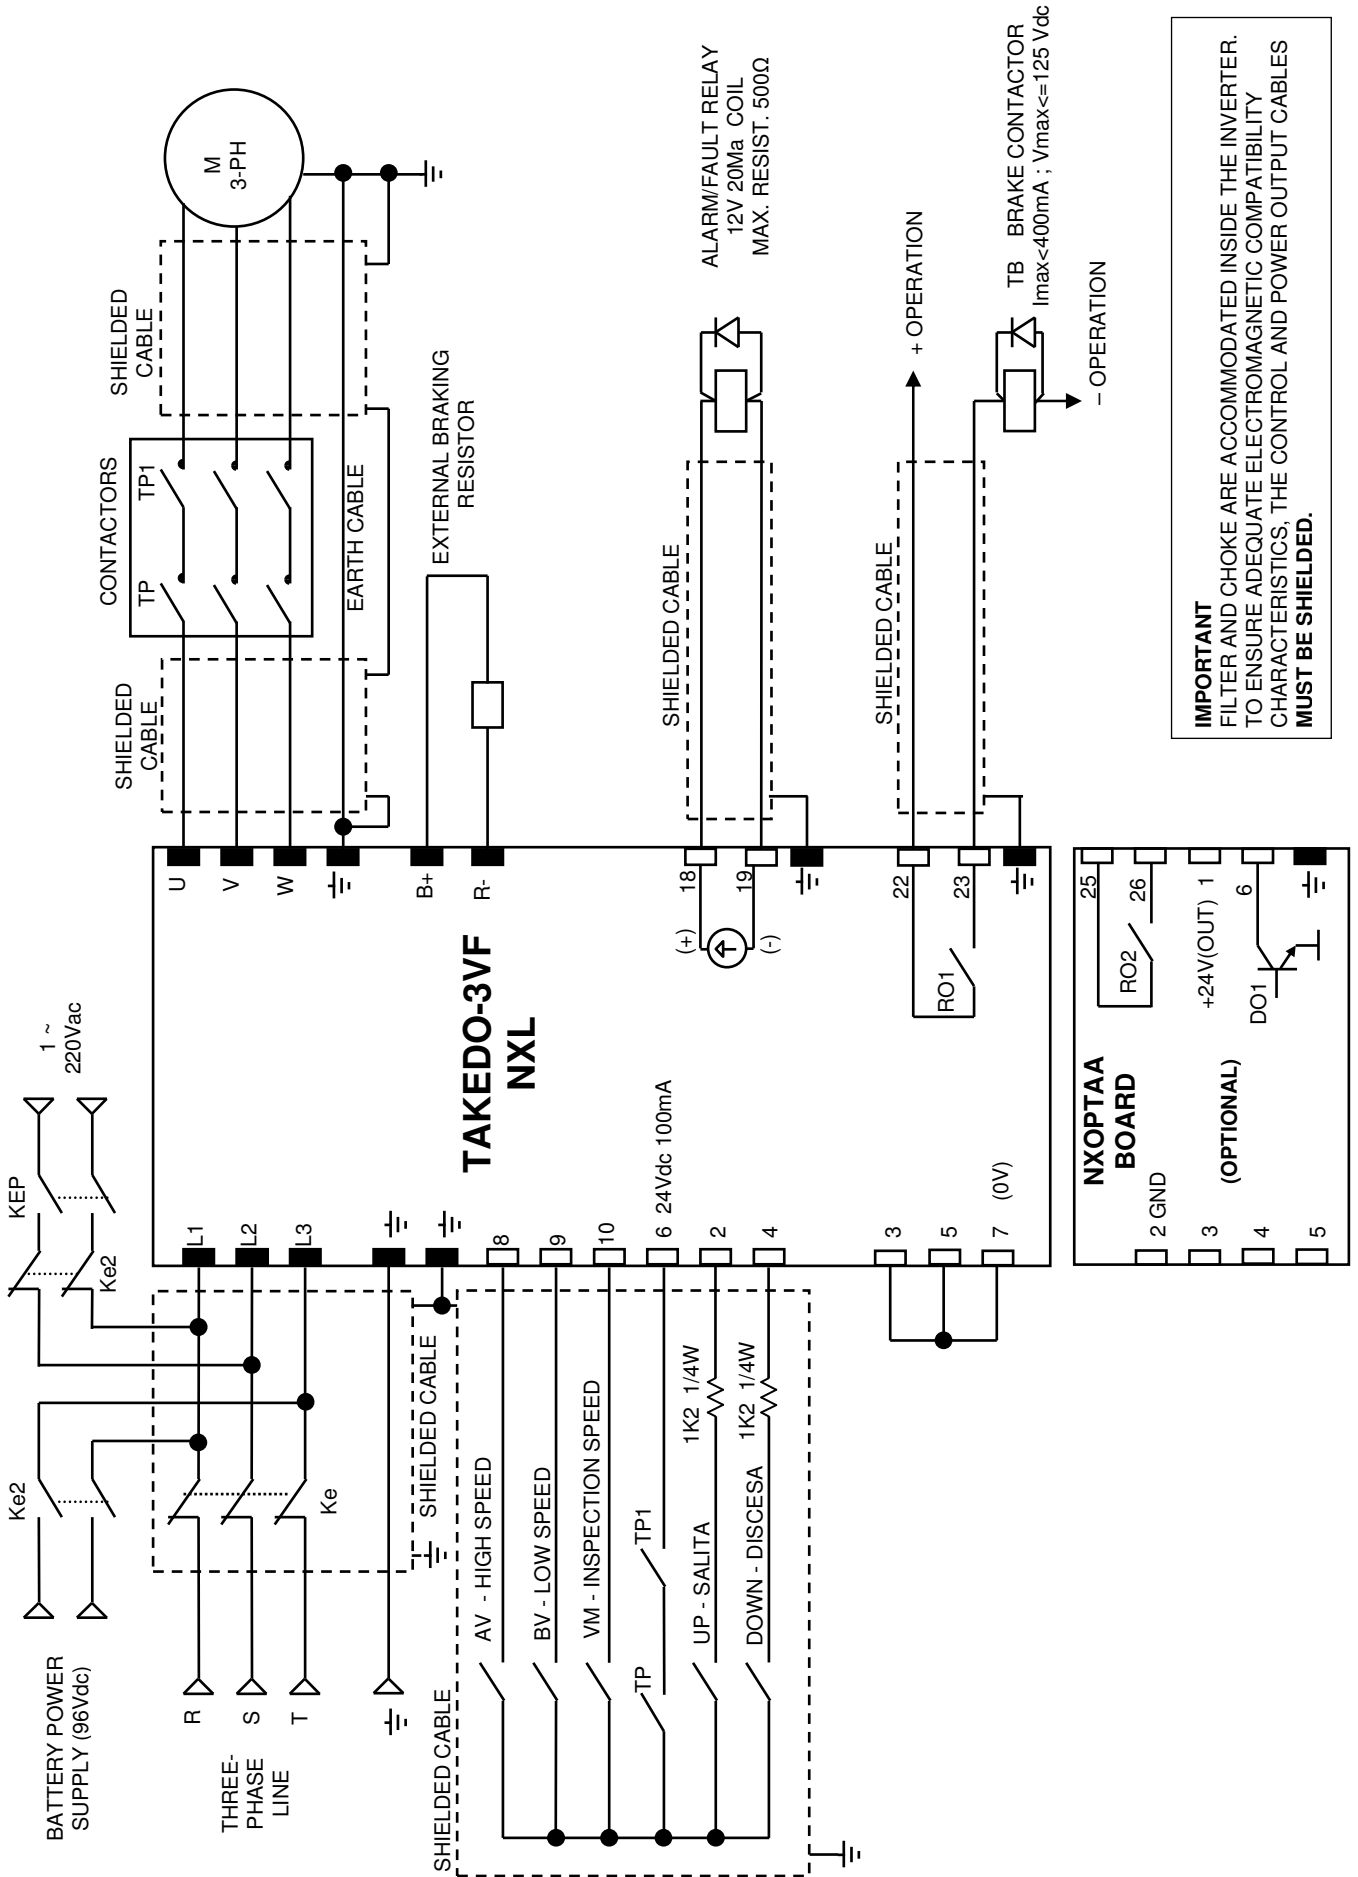 BATTERY POWER
SUPPLY (96Vdc)
Ke2
KEP
Ke2
1 ~
220Vac
THREE-
PHASE
LINE
R
S
T
Ke
SHIELDED CABLE
L1
L2
L3
SHIELDED CABLE
AV - HIGH SPEED
BV - LOW SPEED
VM - INSPECTION SPEED
TP
TP1
UP - SALITA
1K2 1/4W
DOWN - DISCESA
1K2 1/4W
8
9
10
6
24Vdc 100mA
2
4
3
5
7
(0V)
TAKEDO-3VF
NXL
U
V
W
B+
R-
18
(+)
19
(-)
22
23
RO1
SHIELDED
CABLE
CONTACTORS
TP
TP1
SHIELDED
CABLE
M
3-PH
EARTH CABLE
EXTERNAL BRAKING
RESISTOR
SHIELDED CABLE
ALARM/FAULT RELAY
12V 20Ma COIL
MAX. RESIST. 500Ω
SHIELDED CABLE
+ OPERATION
TB BRAKE CONTACTOR
Imax<400mA ; Vmax<=125 Vdc
– OPERATION
NXOPTAA
BOARD
(OPTIONAL)
2 GND
3
4
5
25
RO2
26
+24V(OUT) 1
6
DO1
IMPORTANT
FILTER AND CHOKE ARE ACCOMMODATED INSIDE THE INVERTER.
TO ENSURE ADEQUATE ELECTROMAGNETIC COMPATIBILITY
CHARACTERISTICS, THE CONTROL AND POWER OUTPUT CABLES
MUST BE SHIELDED.